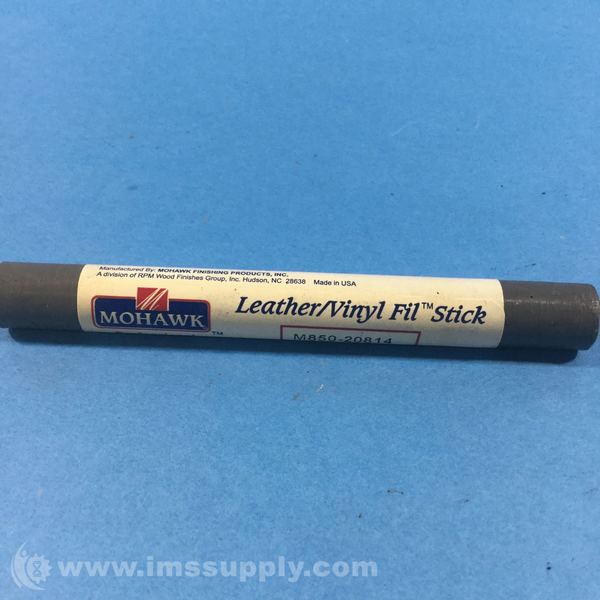 Manufactured By: MOHAWK FINISHING PRODUCTS, INC.
A division of RPM Wood Finishes Group, Inc. Hudson, NC 28638 Made in USA
MOHAWK
™
Leather/Vinyl Fil™ Stick
M850-20814
www.imssupply.com